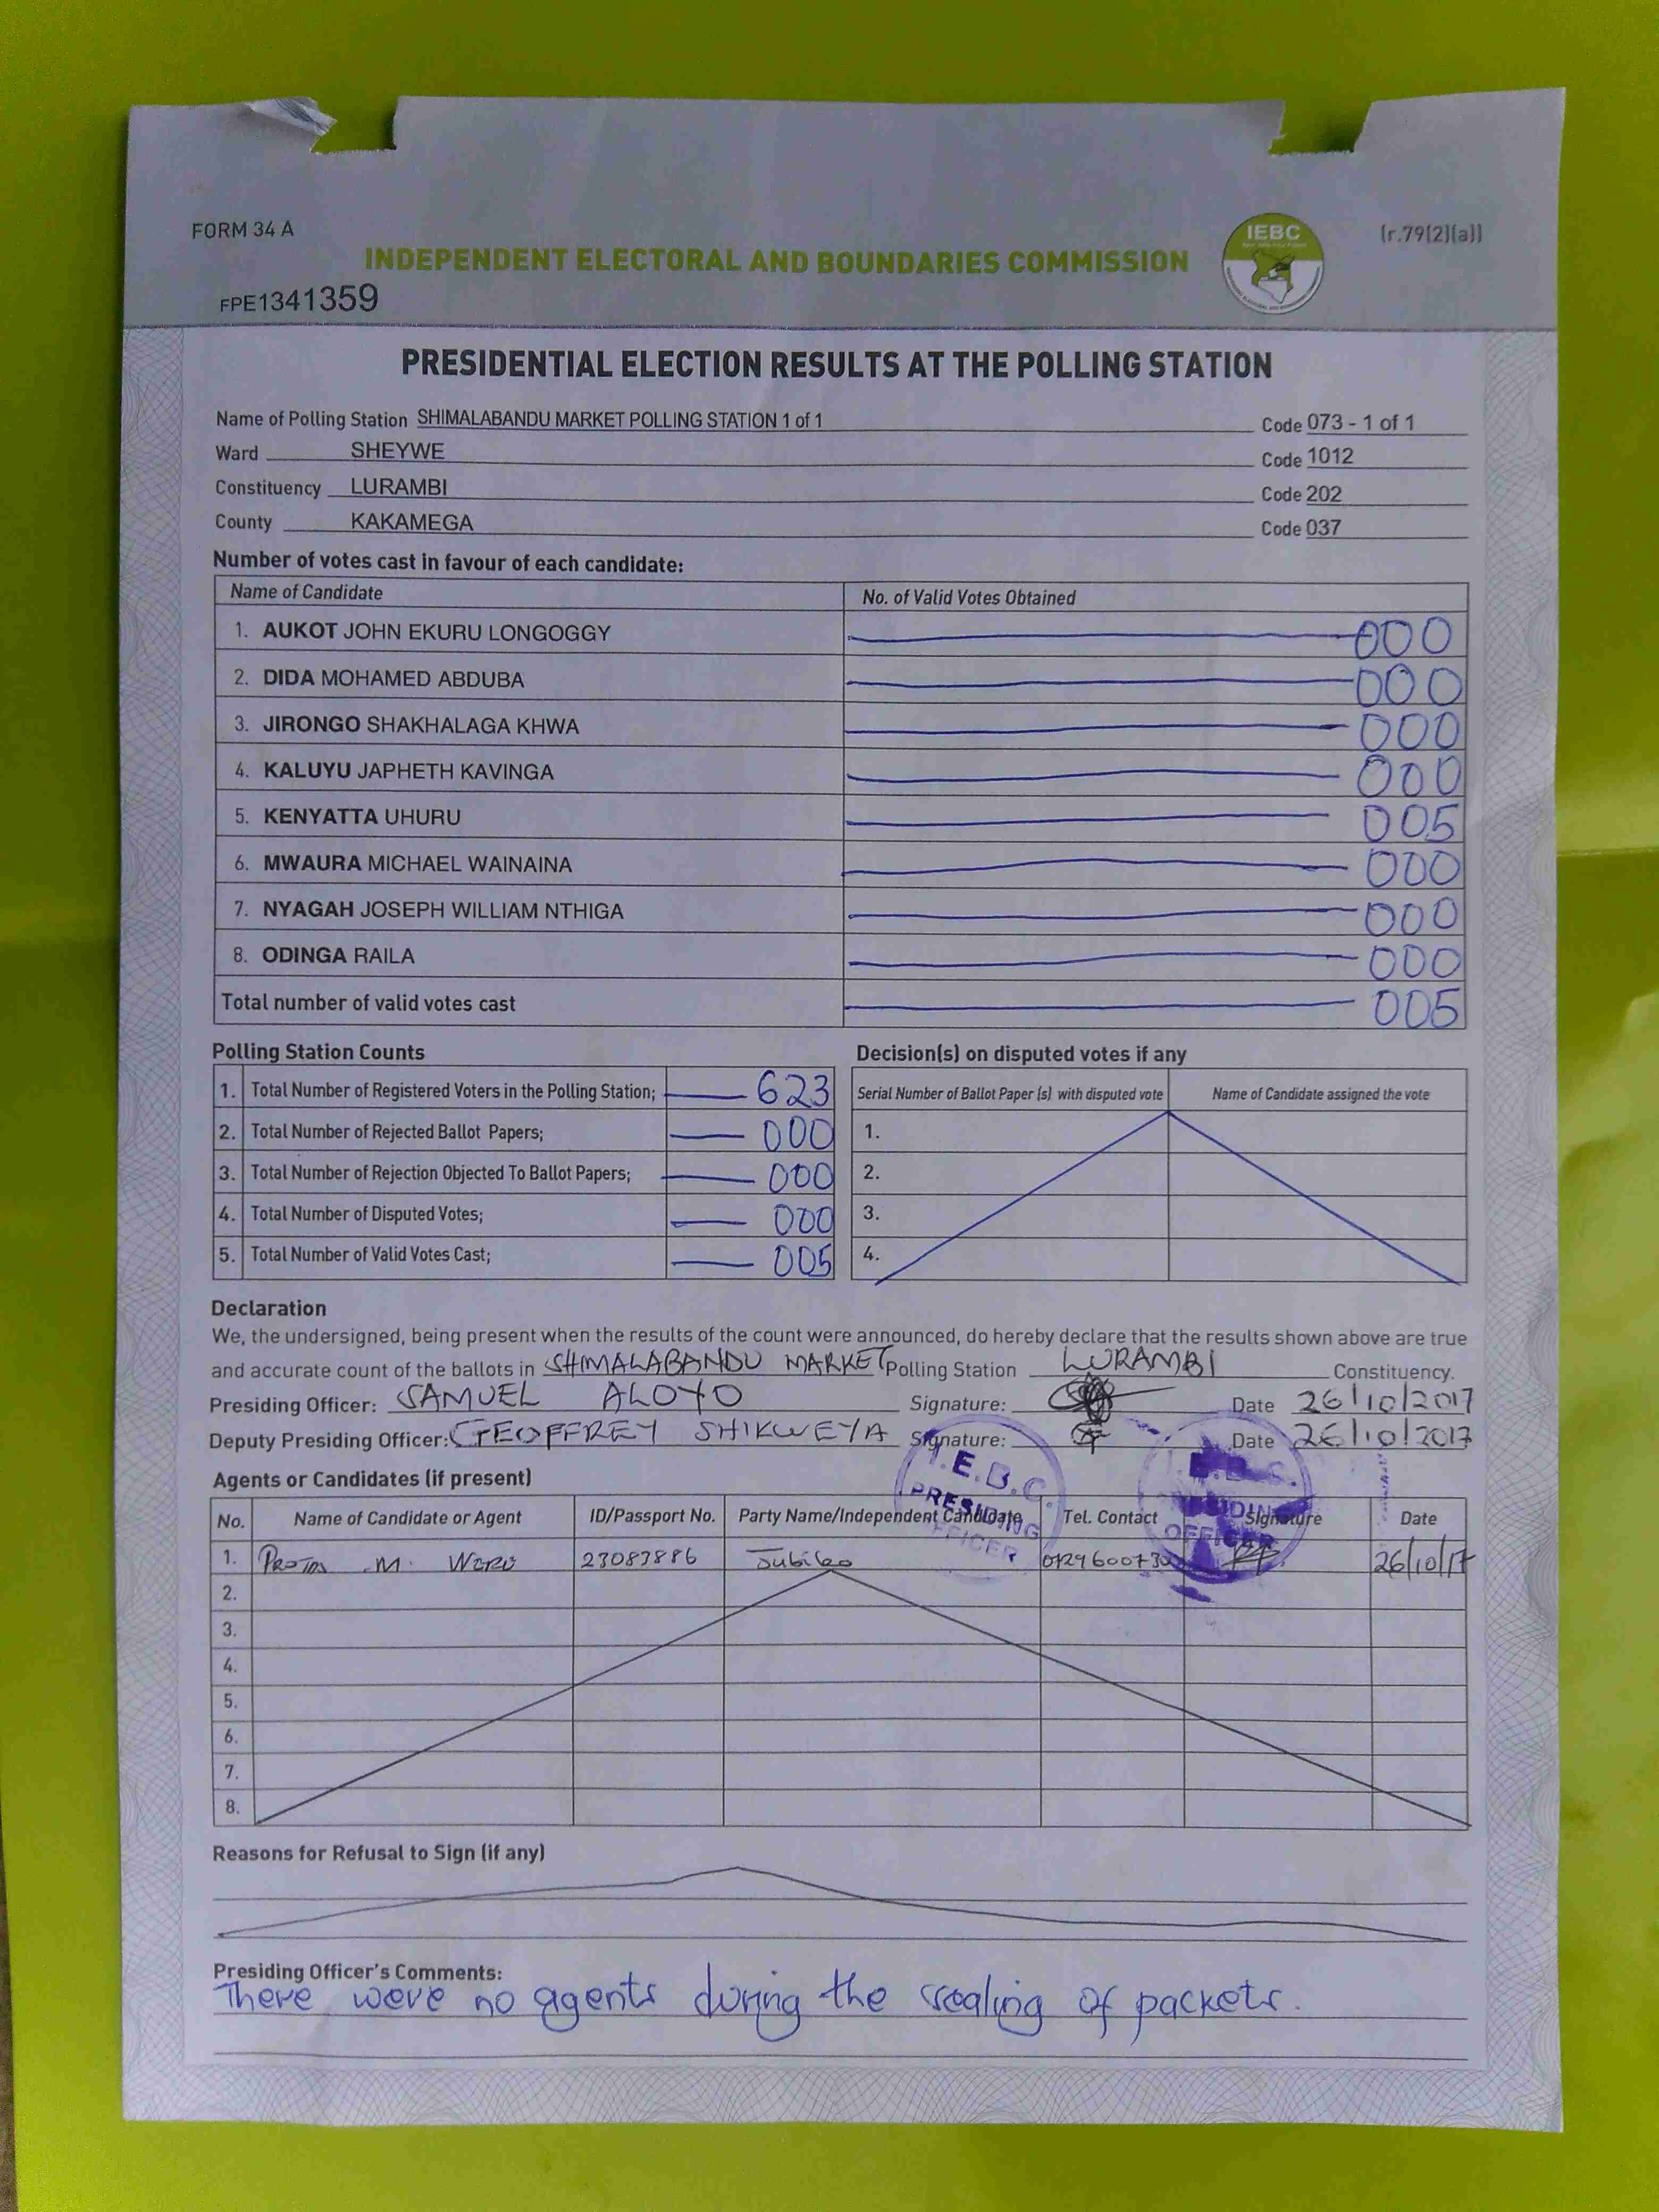 FORM 34 A
IEBC
(r.79(2)(a))
INDEPENDENT ELECTORAL AND BOUNDARIES COMMISSION
FPE1341359
PRESIDENTIAL ELECTION RESULTS AT THE POLLING STATION
Name of Polling Station SHIMALABANDU MARKET POLLING STATION 1 of 1 Code 073 - 1 of 1
Ward SHEYWE Code 1012
Constituency LURAMBI Code 202
County KAKAMEGA Code 037
Number of votes cast in favour of each candidate:
Name of Candidate No. of Valid Votes Obtained
1. AUKOT JOHN EKURU LONGOGGY 000
2. DIDA MOHAMED ABDUBA 000
3. JIRONGO SHAKHALAGA KHWA 000
4. KALUYU JAPHETH KAVINGA 000
5. KENYATTA UHURU 005
6. MWAURA MICHAEL WAINAINA 000
7. NYAGAH JOSEPH WILLIAM NTHIGA 000
8. ODINGA RAILA 000
Total number of valid votes cast 005
Polling Station Counts
1. Total Number of Registered Voters in the Polling Station; 623
2. Total Number of Rejected Ballot Papers; 000
3. Total Number of Rejection Objected To Ballot Papers; 000
4. Total Number of Disputed Votes; 000
5. Total Number of Valid Votes Cast; 005
Decision(s) on disputed votes if any
Serial Number of Ballot Paper (s) with disputed vote Name of Candidate assigned the vote
1.
2.
3.
4.
Declaration
We, the undersigned, being present when the results of the count were announced, do hereby declare that the results shown above are true
and accurate count of the ballots in SHIMALABANDU MARKET Polling Station LURAMBI Constituency.
Presiding Officer: SAMUEL ALOYO Signature: Date 26/10/2017
Deputy Presiding Officer: GEOFFREY SHIKWEYA Signature: Date 26/10/2017
I.E.B.C.
PRESIDING
OFFICER
Agents or Candidates (if present)
No. Name of Candidate or Agent ID/Passport No. Party Name/Independent Candidate Tel. Contact Signature Date
1. M. 23083886 Jubilee 26/10/17
2.
3.
4.
5.
6.
7.
8.
Reasons for Refusal to Sign (if any)
Presiding Officer's Comments:
There were no agents during the sealing of packets.